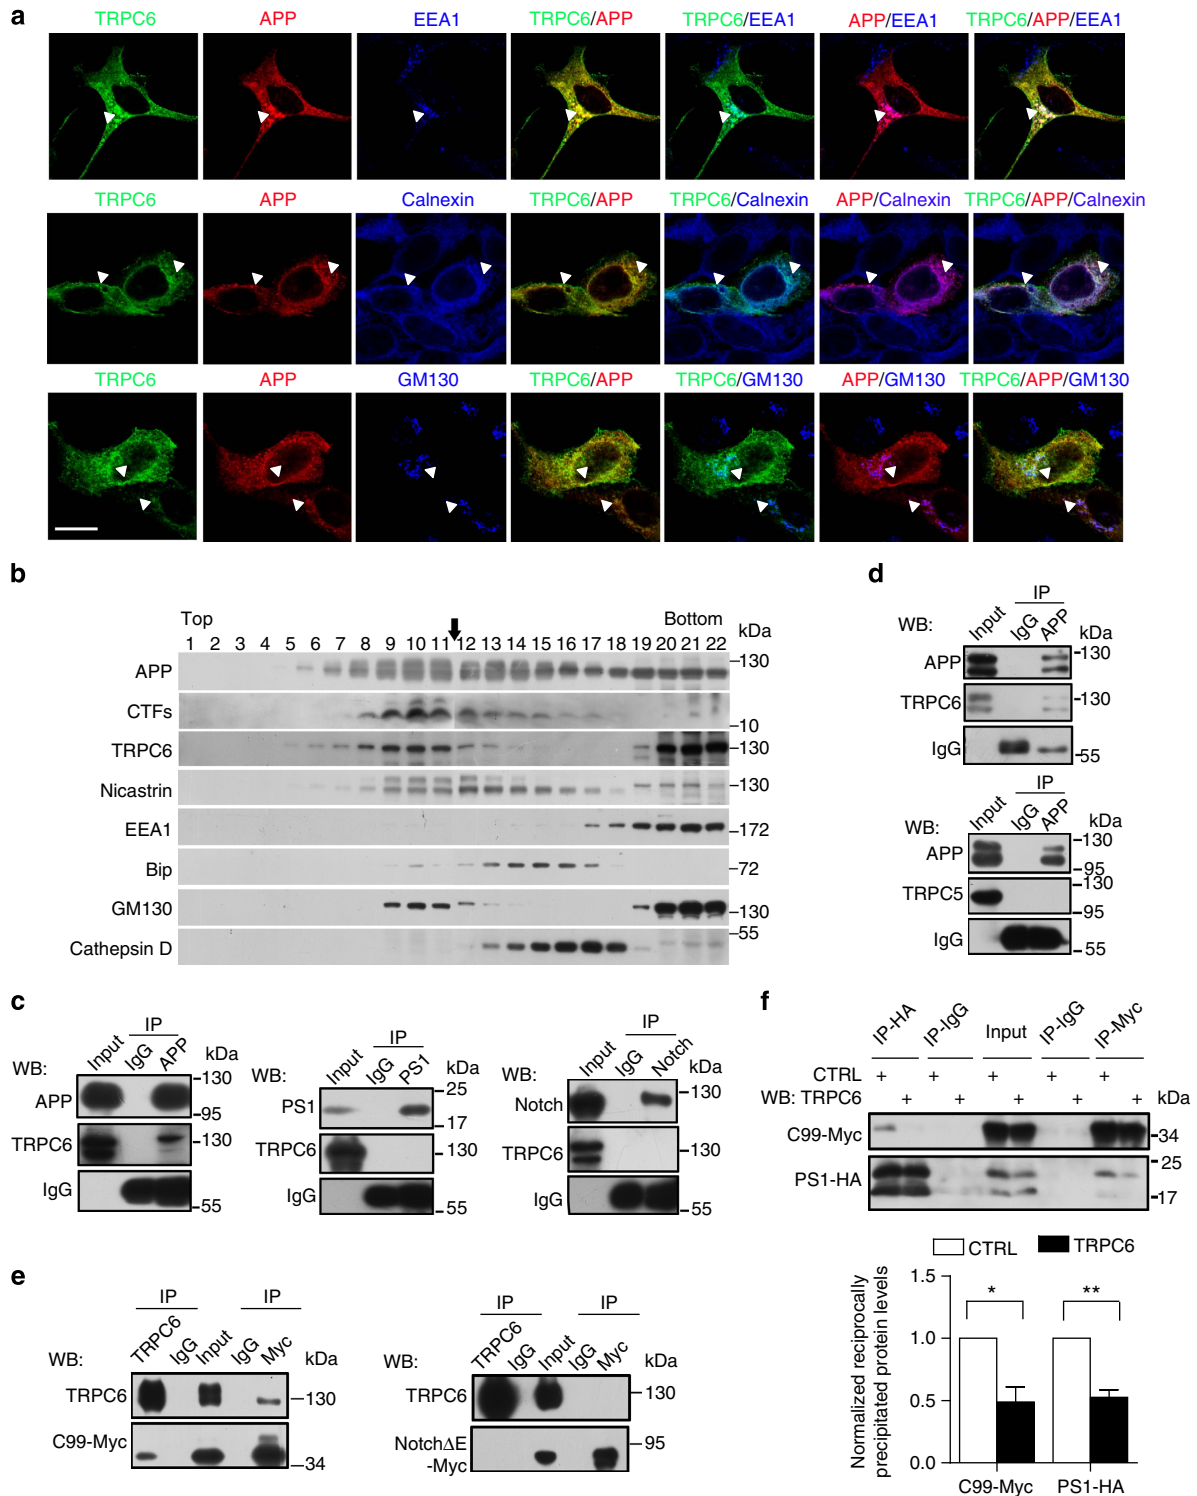 a
TRPC6 APP EEA1 TRPC6/APP TRPC6/EEA1 APP/EEA1 TRPC6/APP/EEA1
TRPC6 APP Calnexin TRPC6/APP TRPC6/Calnexin APP/Calnexin TRPC6/APP/Calnexin
TRPC6 APP GM130 TRPC6/APP TRPC6/GM130 APP/GM130 TRPC6/APP/GM130
b
Top Bottom
1 2 3 4 5 6 7 8 9 10 11 12 13 14 15 16 17 18 19 20 21 22 kDa
APP –130
CTFs –10
TRPC6 –130
Nicastrin –130
EEA1 –172
Bip –72
GM130 –130
Cathepsin D –55
d
IP
WB: Input IgG APP kDa
APP –130
TRPC6 –130
IgG –55
IP
WB: Input IgG APP kDa
APP –130
–95
TRPC5 –130
–95
IgG –55
c
IP
WB: Input IgG APP kDa
APP –130
–95
TRPC6 –130
IgG –55
IP
WB: Input IgG PS1 kDa
PS1 25
–17
TRPC6 –130
IgG –55
IP
WB: Input IgG Notch kDa
Notch –130
TRPC6 –130
IgG –55
f
IP-HA IP-IgG Input IP-IgG IP-Myc
CTRL + + + + +
WB: TRPC6 + + + + + kDa
C99-Myc –34
PS1-HA 25
–17
CTRL TRPC6
Normalized reciprocally
precipitated protein levels
1.5
1.0
0.5
0.0
* **
C99-Myc PS1-HA
e
IP IP
WB: TRPC6 IgG Input IgG Myc kDa
TRPC6 –130
C99-Myc –34
IP IP
WB: TRPC6 IgG Input IgG Myc kDa
TRPC6 –130
NotchΔE
-Myc –95